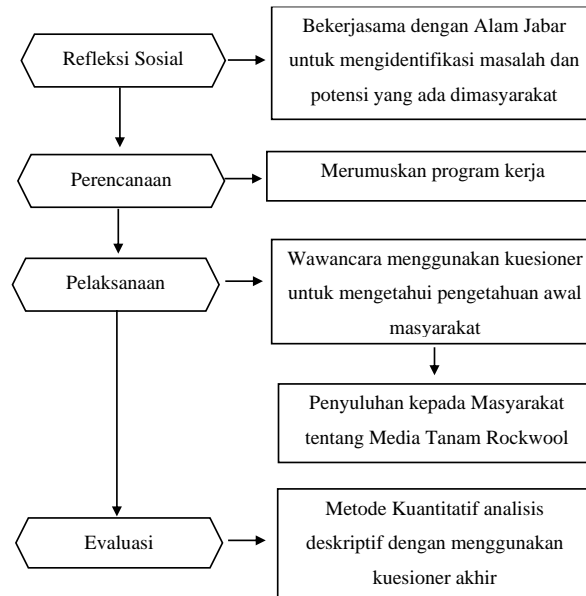 Refleksi Sosial
Bekerjasama dengan Alam Jabar
untuk mengidentifikasi masalah dan
potensi yang ada dimasyarakat
Perencanaan
Merumuskan program kerja
Pelaksanaan
Wawancara menggunakan kuesioner
untuk mengetahui pengetahuan awal
masyarakat
Penyuluhan kepada Masyarakat
tentang Media Tanam Rockwool
Evaluasi
Metode Kuantitatif analisis
deskriptif dengan menggunakan
kuesioner akhir